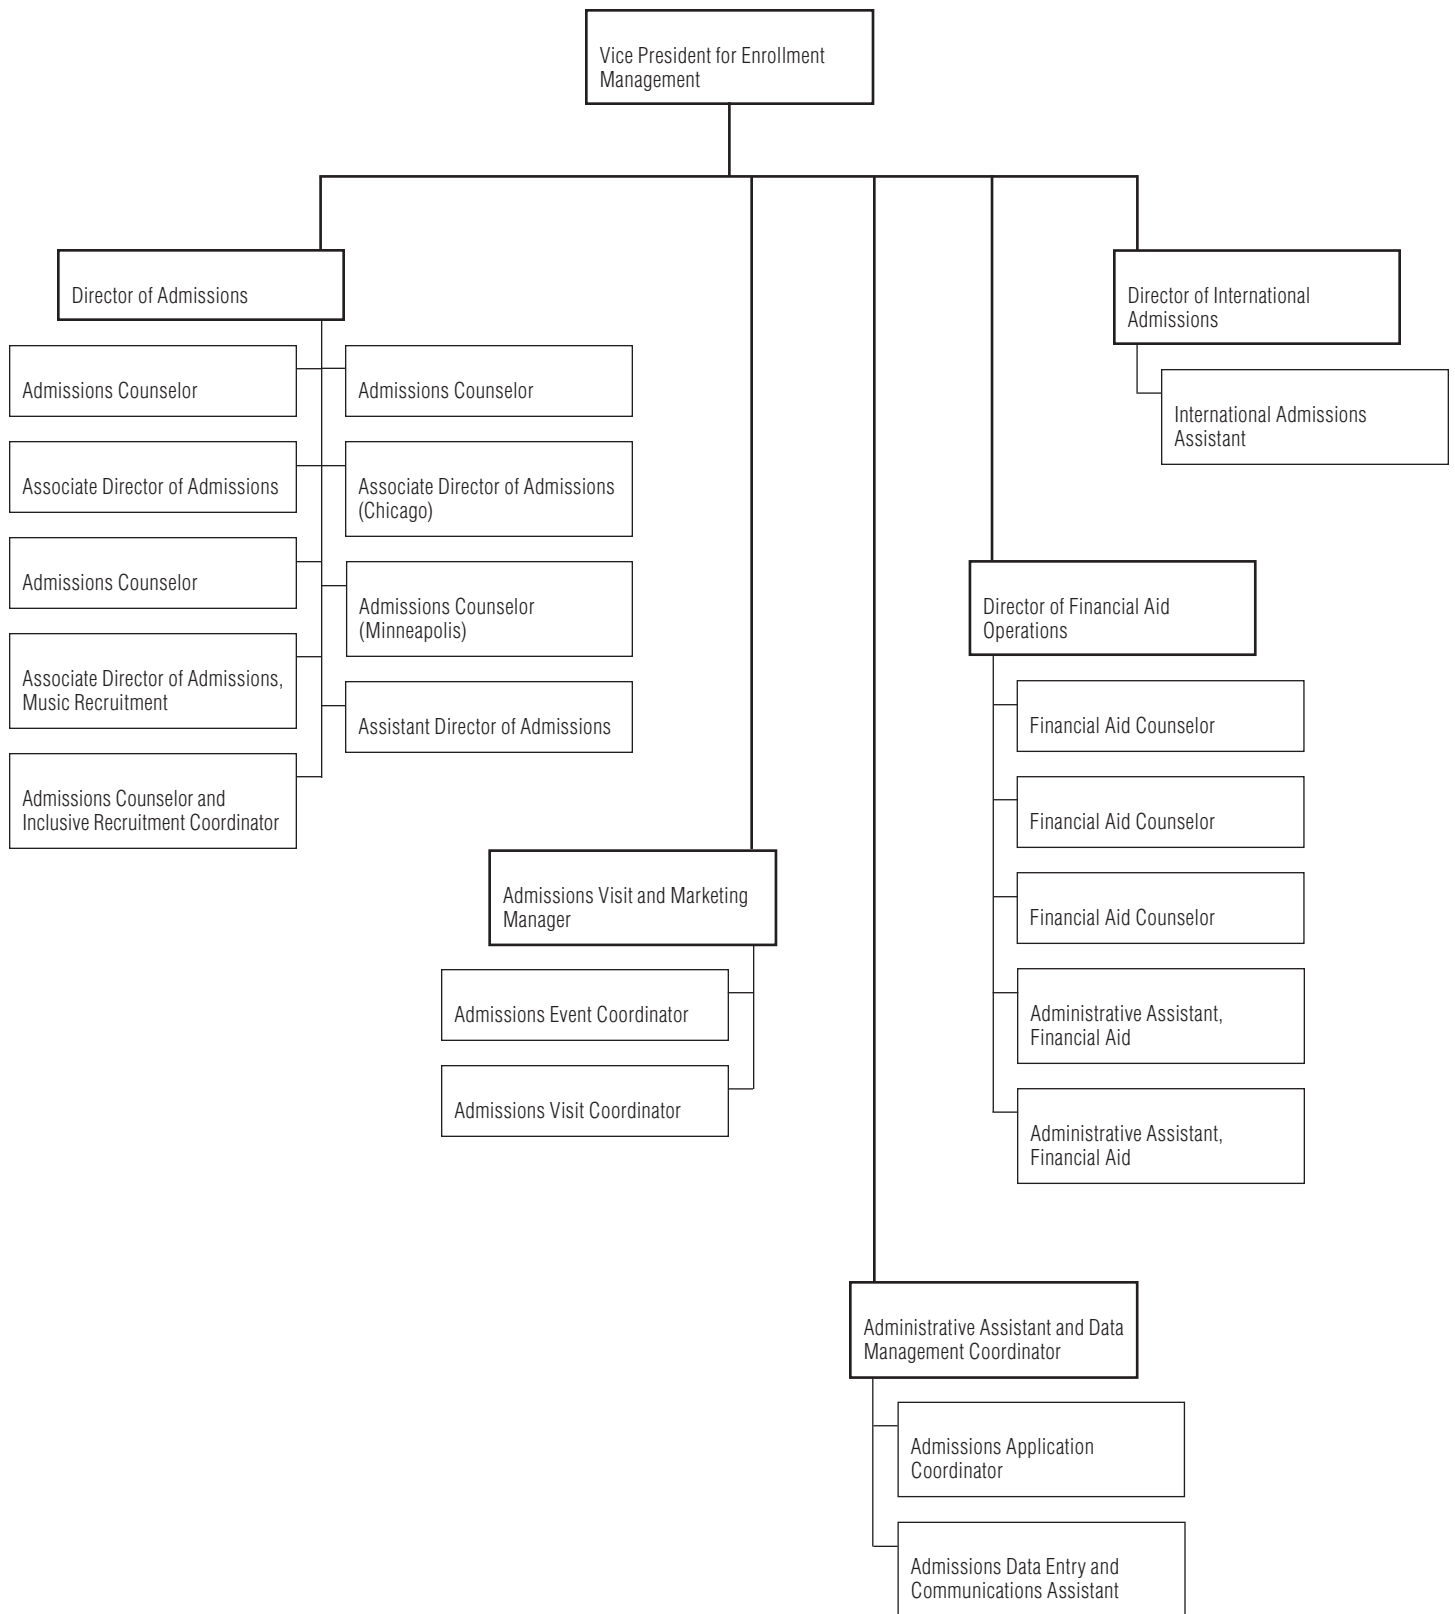 Vice President for Enrollment
Management
Director of Admissions
Admissions Counselor
Admissions Counselor
Associate Director of Admissions
Associate Director of Admissions
(Chicago)
Admissions Counselor
Admissions Counselor
(Minneapolis)
Associate Director of Admissions,
Music Recruitment
Assistant Director of Admissions
Admissions Counselor and
Inclusive Recruitment Coordinator
Admissions Visit and Marketing
Manager
Admissions Event Coordinator
Admissions Visit Coordinator
Administrative Assistant and Data
Management Coordinator
Admissions Application
Coordinator
Admissions Data Entry and
Communications Assistant
Director of Financial Aid
Operations
Financial Aid Counselor
Financial Aid Counselor
Financial Aid Counselor
Administrative Assistant,
Financial Aid
Administrative Assistant,
Financial Aid
Director of International
Admissions
International Admissions
Assistant